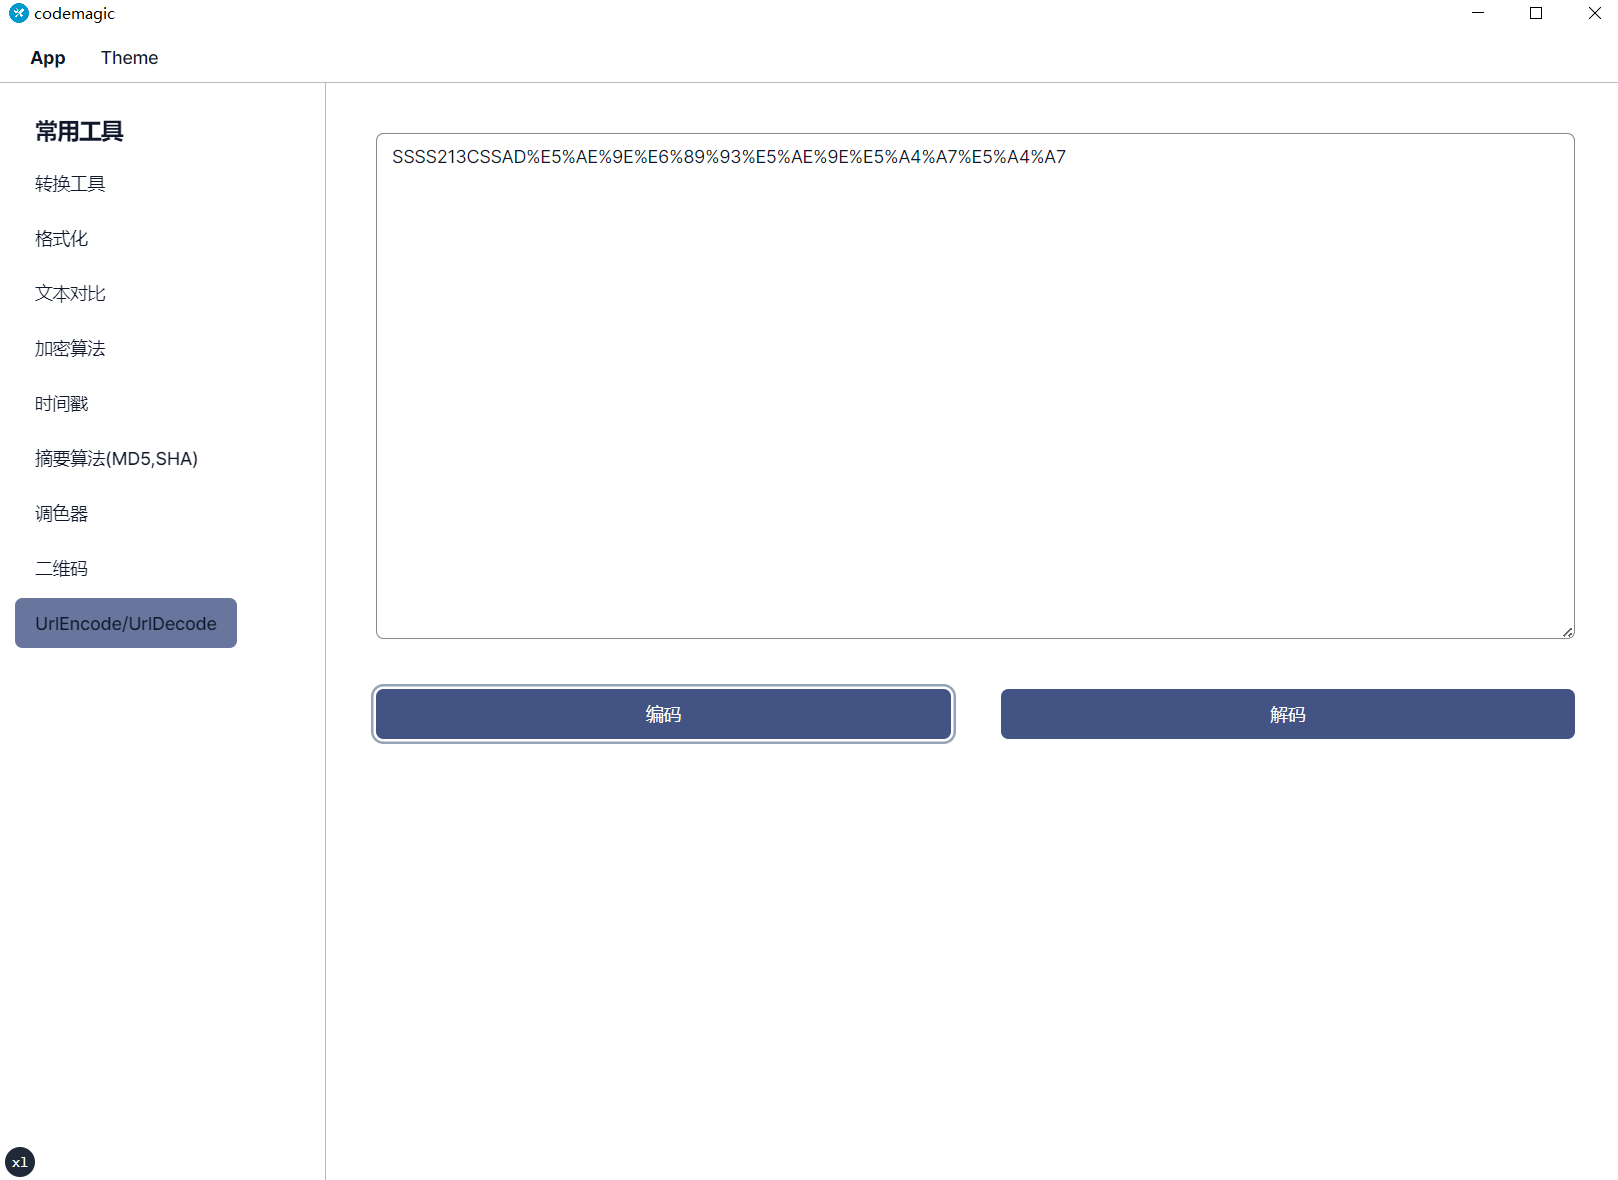 codemagic
App Theme
常用工具
转换工具
格式化
文本对比
加密算法
时间戳
摘要算法(MD5,SHA)
调色器
二维码
UrlEncode/UrlDecode
SSSS213CSSAD%E5%AE%9E%E6%89%93%E5%AE%9E%E5%A4%A7%E5%A4%A7
编码 解码
xl